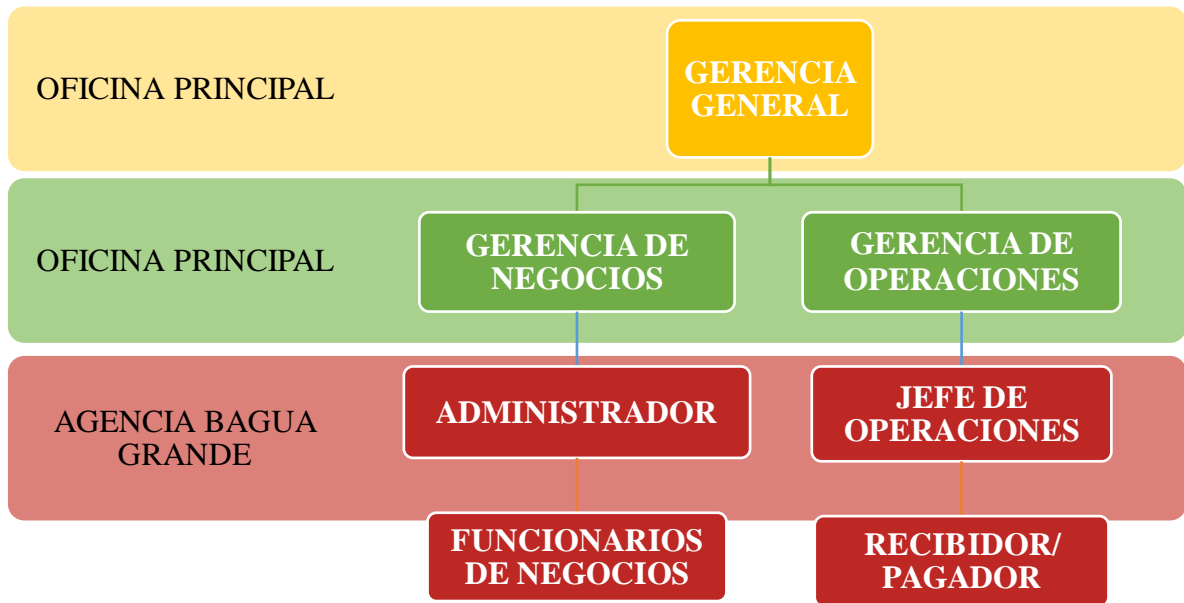 OFICINA PRINCIPAL
GERENCIA
GENERAL
OFICINA PRINCIPAL
GERENCIA DE
NEGOCIOS
GERENCIA DE
OPERACIONES
AGENCIA BAGUA
GRANDE
ADMINISTRADOR
JEFE DE
OPERACIONES
FUNCIONARIOS
DE NEGOCIOS
RECIBIDOR/
PAGADOR